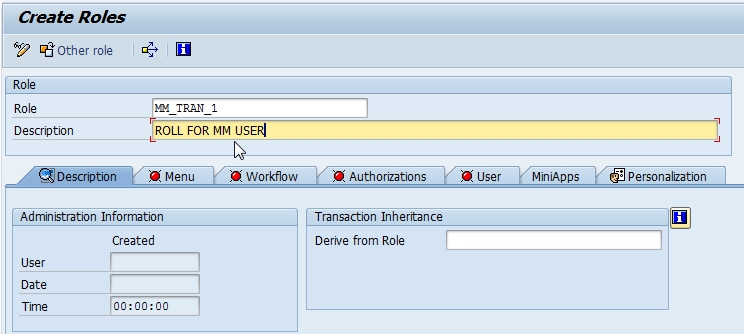 Create Roles
Other role
Role
Role MM_TRAN_1
Description ROLL FOR MM USER
Description Menu Workflow Authorizations User MiniApps Personalization
Administration Information Transaction Inheritance
Created Derive from Role
User
Date
Time 00:00:00